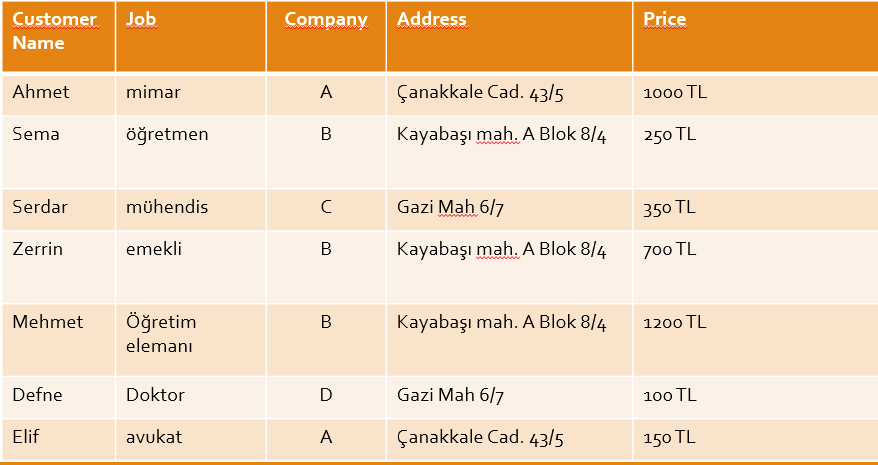 Customer Job Company Address Price
Name
Ahmet mimar A Çanakkale Cad. 43/5 1000 TL
Sema öğretmen B Kayabaşı mah. A Blok 8/4 250 TL
Serdar mühendis C Gazi Mah 6/7 350 TL
Zerrin emekli B Kayabaşı mah. A Blok 8/4 700 TL
Mehmet Öğretim B Kayabaşı mah. A Blok 8/4 1200 TL
elemanı
Defne Doktor D Gazi Mah 6/7 100 TL
Elif avukat A Çanakkale Cad. 43/5 150 TL